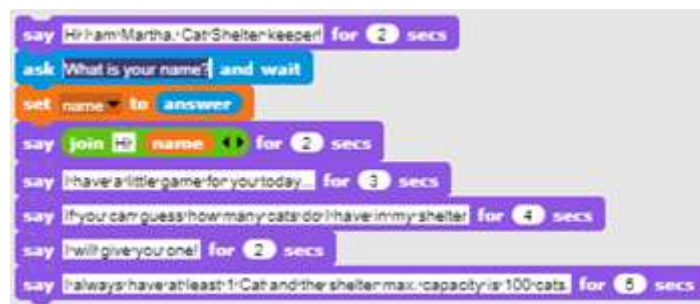 say Hi I am Martha. Cat Shelter keeper! for 2 secs
ask What is your name? and wait
set name to answer
say join Hi name for 2 secs
say I have a little game for you today... for 3 secs
say If you can guess how many cats do I have in my shelter for 4 secs
say I will give you one! for 2 secs
say I always have at least 1 Cat and the shelter max. capacity is 100 cats. for 5 secs